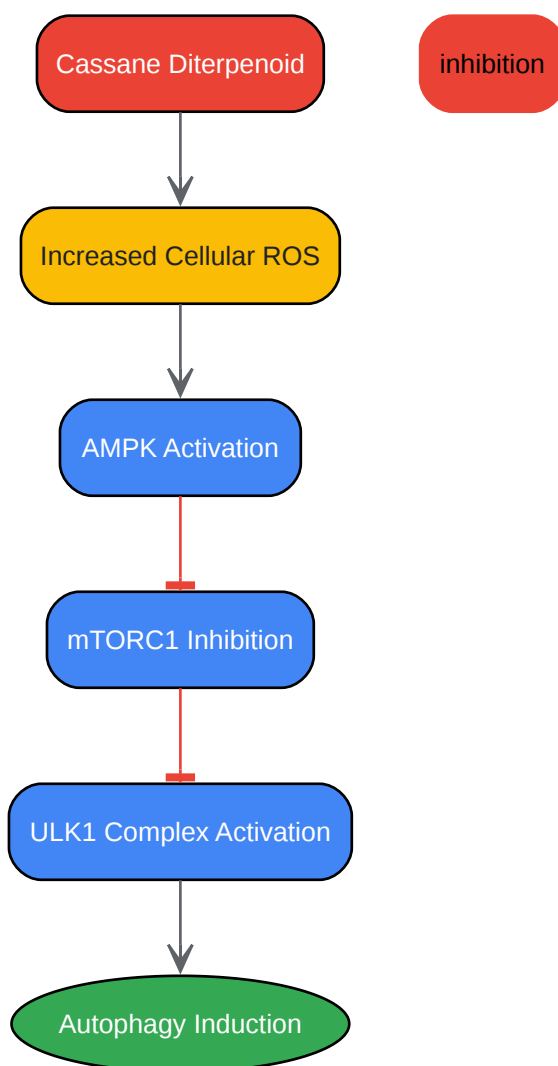 Cassane Diterpenoid
inhibition
Increased Cellular ROS
AMPK Activation
mTORC1 Inhibition
ULK1 Complex Activation
Autophagy Induction